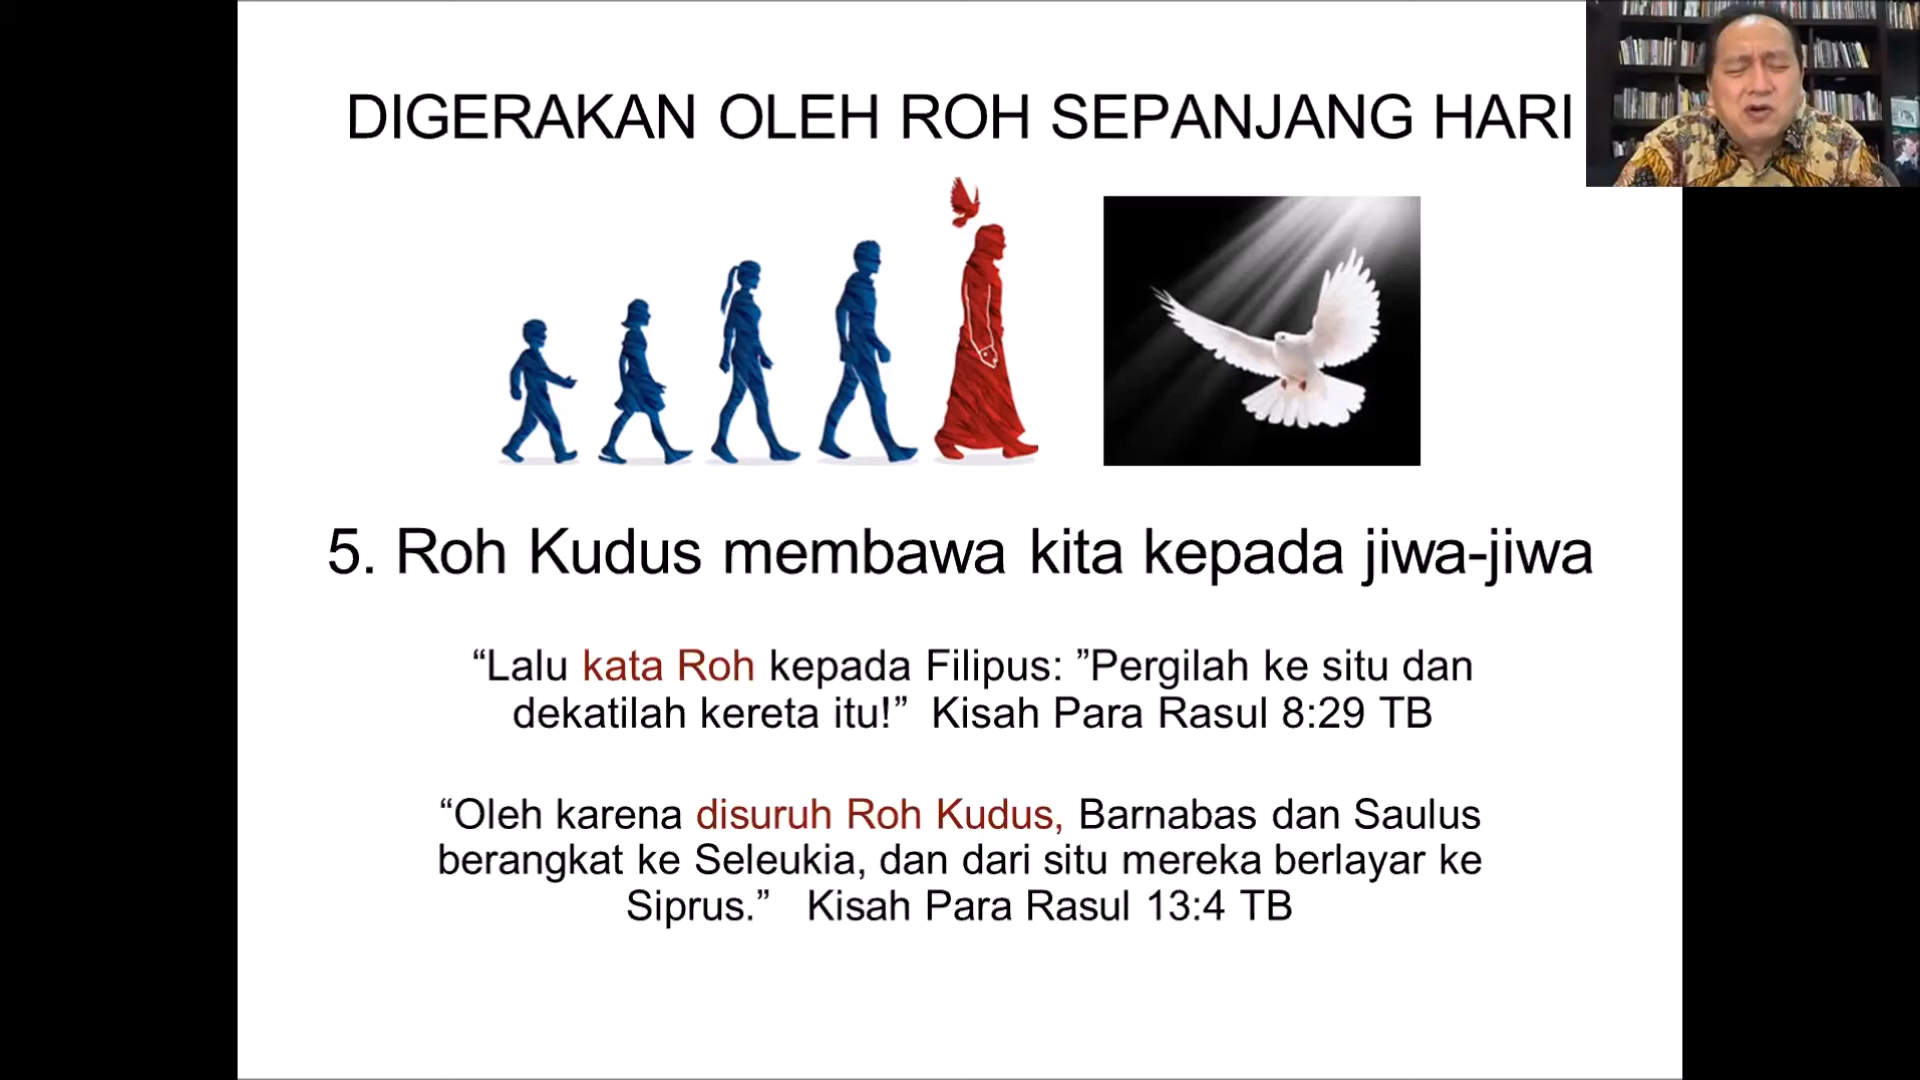 DIGERAKAN OLEH ROH SEPANJANG HARI
5. Roh Kudus membawa kita kepada jiwa-jiwa
“Lalu kata Roh kepada Filipus: ”Pergilah ke situ dan
dekatilah kereta itu!” Kisah Para Rasul 8:29 TB
“Oleh karena disuruh Roh Kudus, Barnabas dan Saulus
berangkat ke Seleukia, dan dari situ mereka berlayar ke
Siprus.” Kisah Para Rasul 13:4 TB